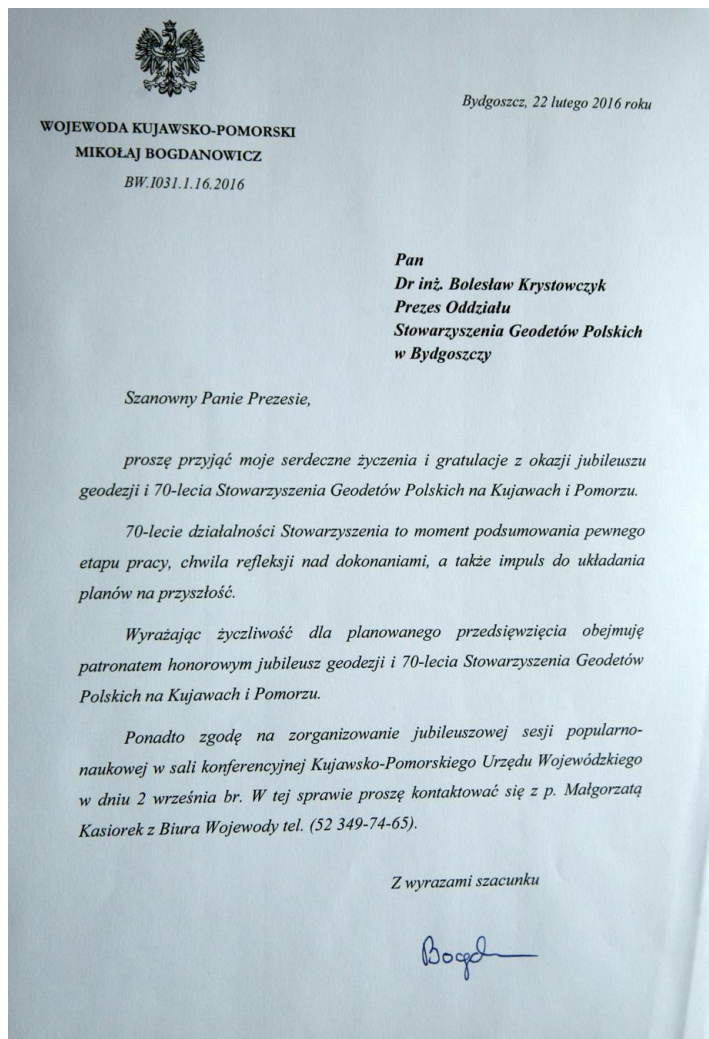 Bydgoszcz, 22 lutego 2016 roku
WOJEWODA KUJAWSKO-POMORSKI
MIKOŁAJ BOGDANOWICZ
BW.I031.1.16.2016
Pan
Dr inż. Bolesław Krystowczyk
Prezes Oddziału
Stowarzyszenia Geodetów Polskich
w Bydgoszczy
Szanowny Panie Prezesie,
proszę przyjąć moje serdeczne życzenia i gratulacje z okazji jubileuszu
geodezji i 70-lecia Stowarzyszenia Geodetów Polskich na Kujawach i Pomorzu.
70-lecie działalności Stowarzyszenia to moment podsumowania pewnego
etapu pracy, chwila refleksji nad dokonaniami, a także impuls do układania
planów na przyszłość.
Wyrażając życzliwość dla planowanego przedsięwzięcia obejmuję
patronatem honorowym jubileusz geodezji i 70-lecia Stowarzyszenia Geodetów
Polskich na Kujawach i Pomorzu.
Ponadto zgodę na zorganizowanie jubileuszowej sesji popularno-
naukowej w sali konferencyjnej Kujawsko-Pomorskiego Urzędu Wojewódzkiego
w dniu 2 września br. W tej sprawie proszę kontaktować się z p. Małgorzatą
Kasiorek z Biura Wojewody tel. (52 349-74-65).
Z wyrazami szacunku
Bogd